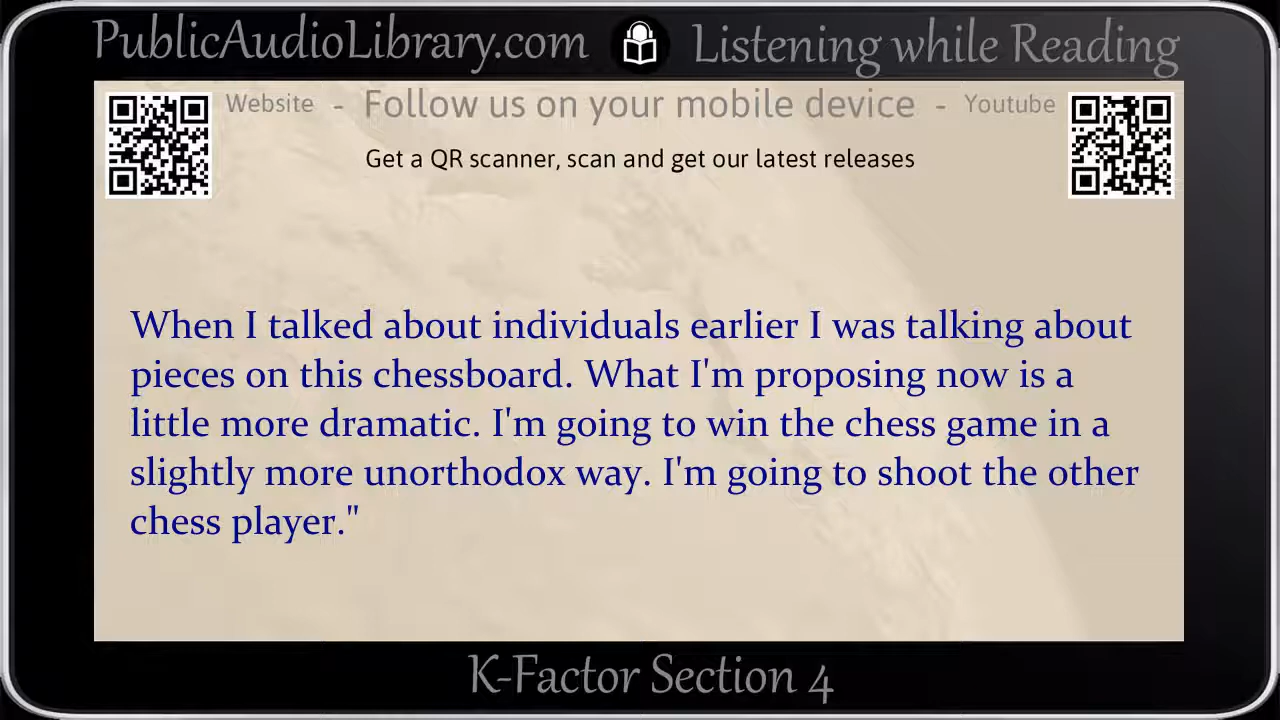 PublicAudioLibrary.com Listening while Reading
Website - Follow us on your mobile device - Youtube
Get a QR scanner, scan and get our latest releases
When I talked about individuals earlier I was talking about
pieces on this chessboard. What I'm proposing now is a
little more dramatic. I'm going to win the chess game in a
slightly more unorthodox way. I'm going to shoot the other
chess player."
K-Factor Section 4